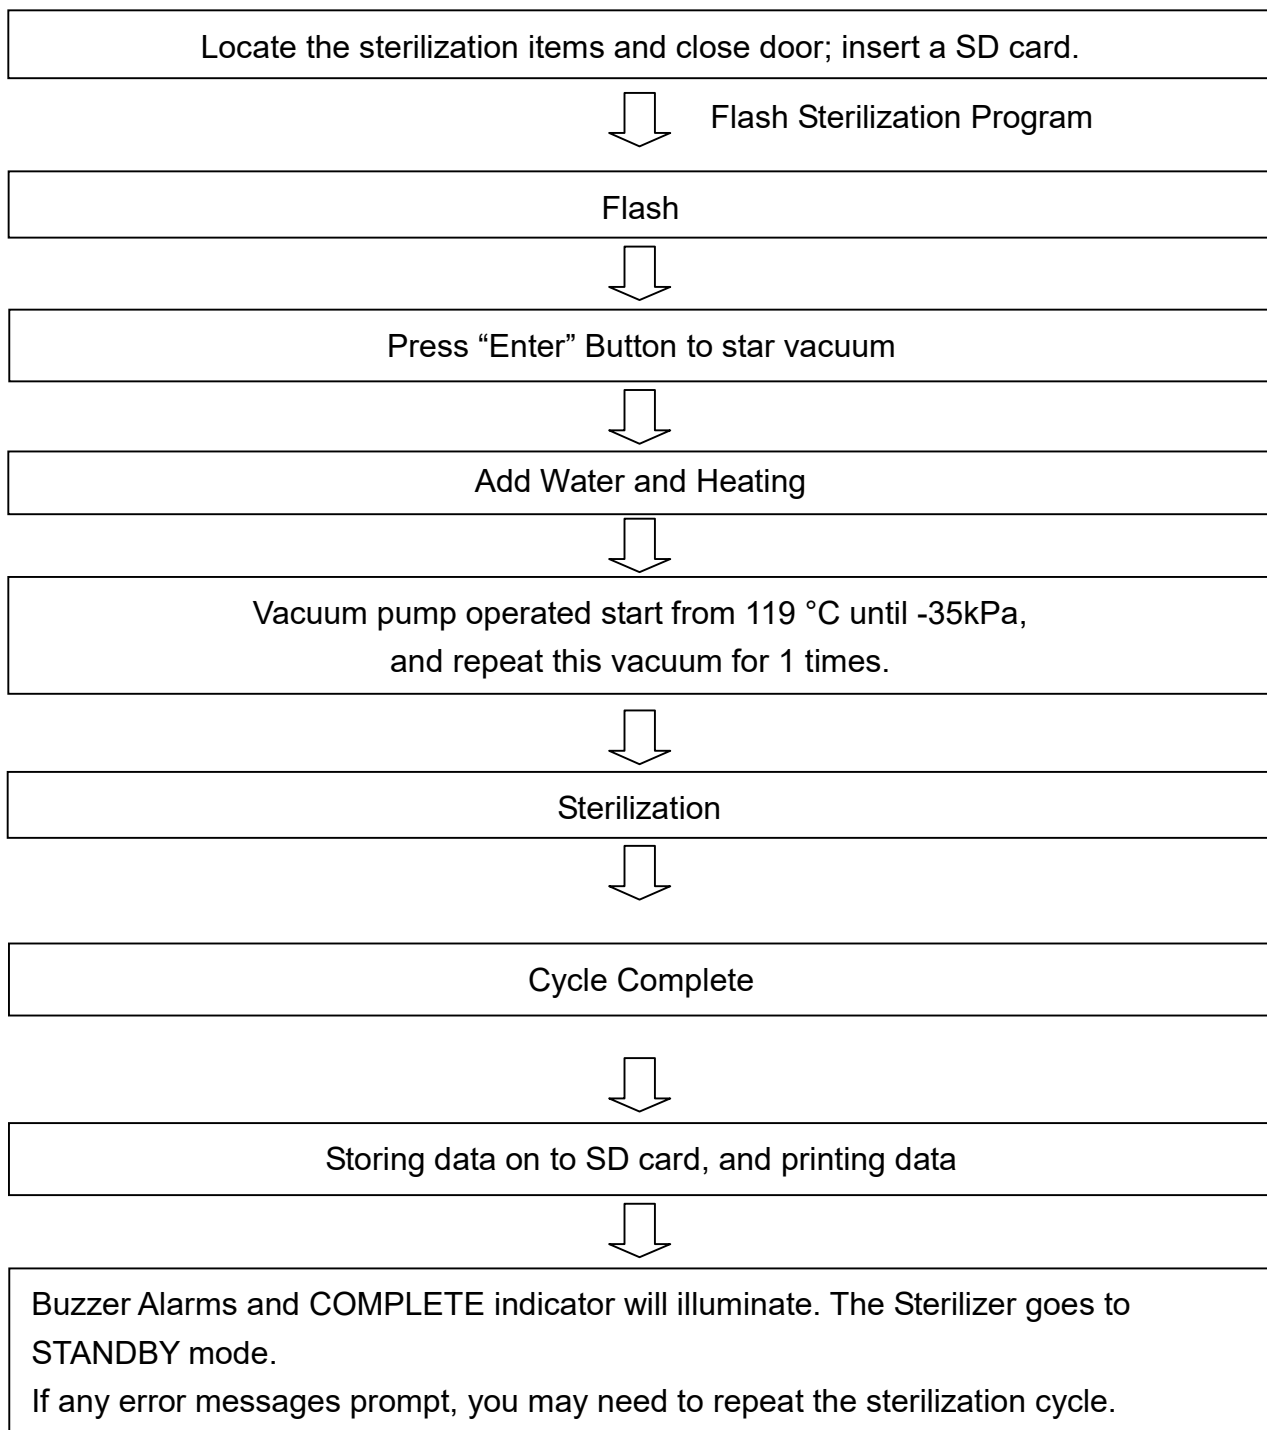 Locate the sterilization items and close door; insert a SD card.
Flash Sterilization Program
Flash
Press “Enter” Button to star vacuum
Add Water and Heating
Vacuum pump operated start from 119 °C until -35kPa,
and repeat this vacuum for 1 times.
Sterilization
Cycle Complete
Storing data on to SD card, and printing data
Buzzer Alarms and COMPLETE indicator will illuminate. The Sterilizer goes to
STANDBY mode.
If any error messages prompt, you may need to repeat the sterilization cycle.